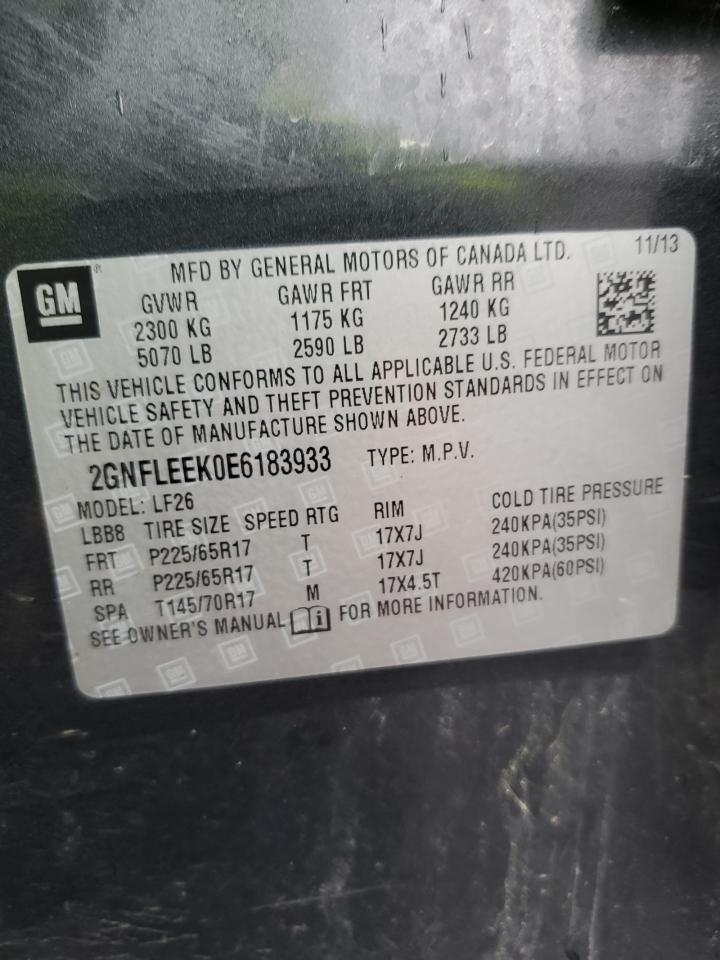 GM ® MFD BY GENERAL MOTORS OF CANADA LTD. 11/13
GVWR GAWR FRT GAWR RR
2300 KG 1175 KG 1240 KG
5070 LB 2590 LB 2733 LB
THIS VEHICLE CONFORMS TO ALL APPLICABLE U.S. FEDERAL MOTOR
VEHICLE SAFETY AND THEFT PREVENTION STANDARDS IN EFFECT ON
THE DATE OF MANUFACTURE SHOWN ABOVE.
2GNFLEEK0E6183933 TYPE: M.P.V.
MODEL: LF26
LBB8 TIRE SIZE SPEED RTG RIM COLD TIRE PRESSURE
FRT P225/65R17 T 17X7J 240KPA(35PSI)
RR P225/65R17 T 17X7J 240KPA(35PSI)
SPA T145/70R17 M 17X4.5T 420KPA(60PSI)
SEE OWNER'S MANUAL i FOR MORE INFORMATION.